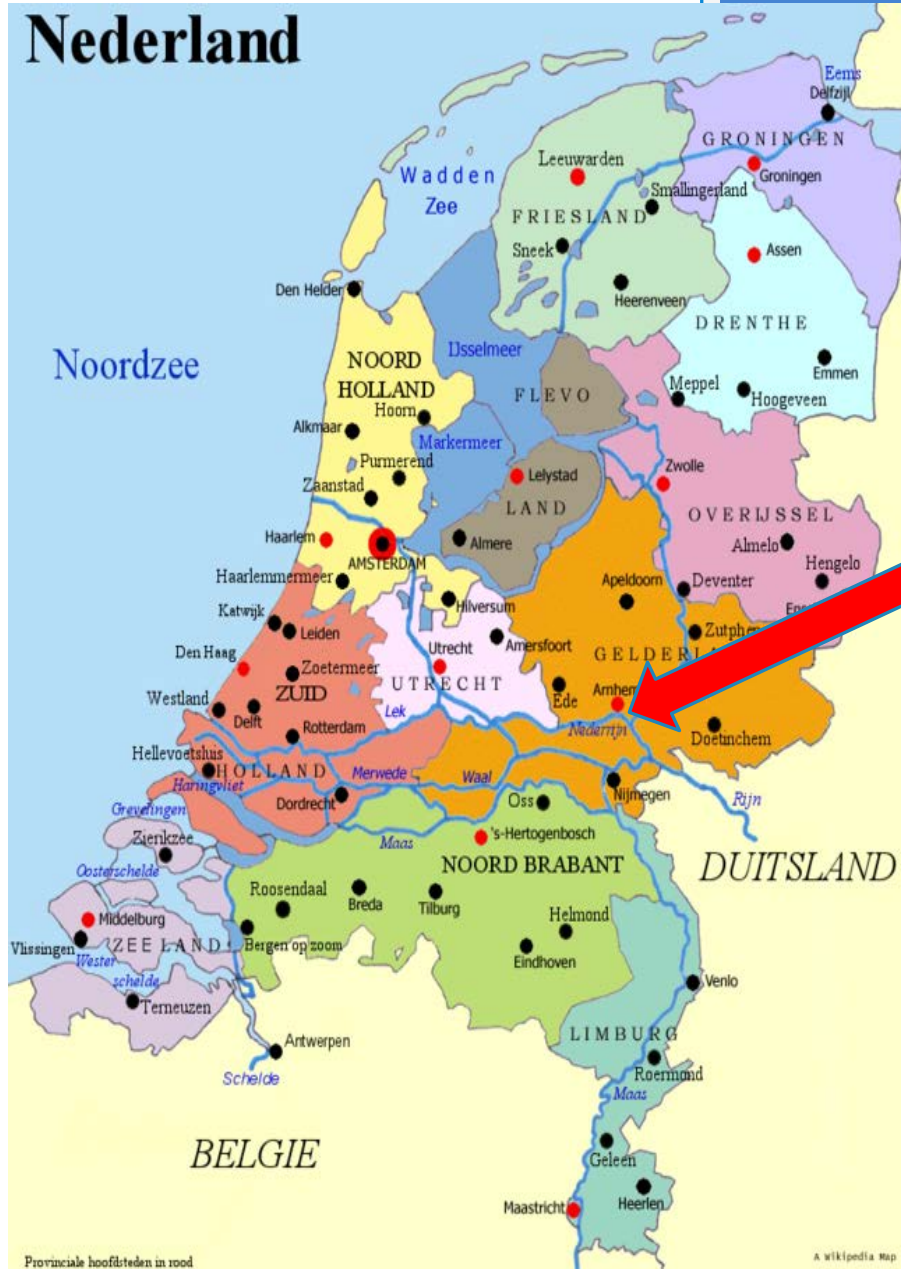 Nederland
Eems
Delfzijl
GRONINGEN
Leeuwarden
Groningen
Wadden
Zee
Smallingerland
FRIESLAND
Sneek
Assen
Den Helder
Heerenveen
DRENTHE
Noordzee
IJsselmeer
NOORD
HOLLAND
Emmen
Meppel
Hoogeveen
FLEVO
Hoorn
Alkmaar
Markermeer
Purmerend
Zwolle
Lelystad
Zaanstad
LAND
OVERIJSSEL
Haarlem
Almere
Almelo
AMSTERDAM
Hengelo
Haarlemmermeer
Apeldoorn
Deventer
Hilversum
Katwijk
Leiden
Zutphen
Amersfoort
Utrecht
Den Haag
Zoetermeer
UTRECHT
ZUID
Ede
Arnhem
Westland
Delft
Lek
Rotterdam
Nederrijn
Doetinchem
Hellevoetsluis
HOLLAND
Merwede
Waal
Haringvliet
Nijmegen
Dordrecht
Oss
Rijn
Grevelingen
Maas
's-Hertogenbosch
Zierikzee
NOORD BRABANT
DUITSLAND
Oosterschelde
Roosendaal
Breda
Tilburg
Helmond
Middelburg
Bergen op zoom
Vlissingen
ZEELAND
Eindhoven
Wester
schelde
Venlo
Terneuzen
LIMBURG
Antwerpen
Roermond
Schelde
Maas
BELGIE
Geleen
Heerlen
Maastricht
Provinciale hoofdsteden in rood
A Wikipedia Map